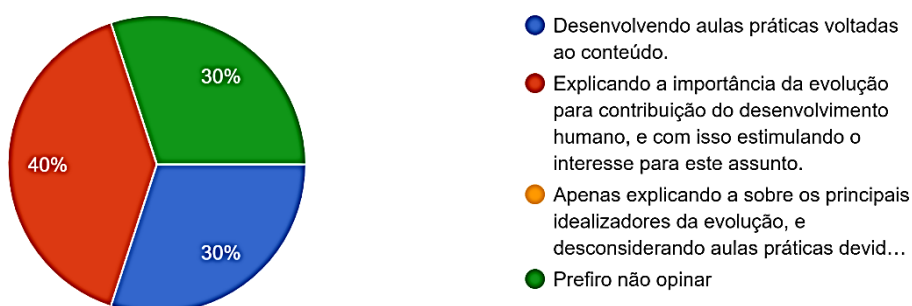 30%
40%
30%
Desenvolvendo aulas práticas voltadas
ao conteúdo.
Explicando a importância da evolução
para contribuição do desenvolvimento
humano, e com isso estimulando o
interesse para este assunto.
Apenas explicando a sobre os principais
idealizadores da evolução, e
desconsiderando aulas práticas devid...
Prefiro não opinar